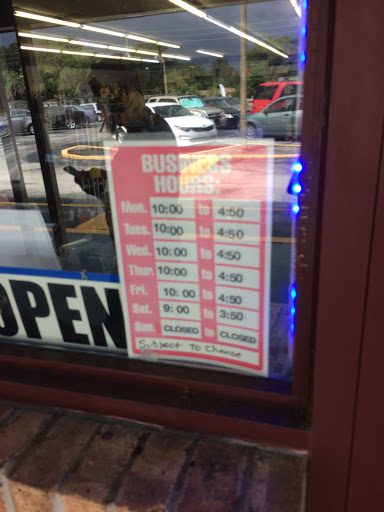 BUSINESS
HOURS:
Mon. 10:00 to 4:50
Tues. 10:00 to 4:50
Wed. 10:00 to 4:50
Thur. 10:00 to 4:50
Fri. 10:00 to 4:50
Sat. 9:00 to 3:50
Sun. CLOSED to CLOSED
Subject To Change
OPEN